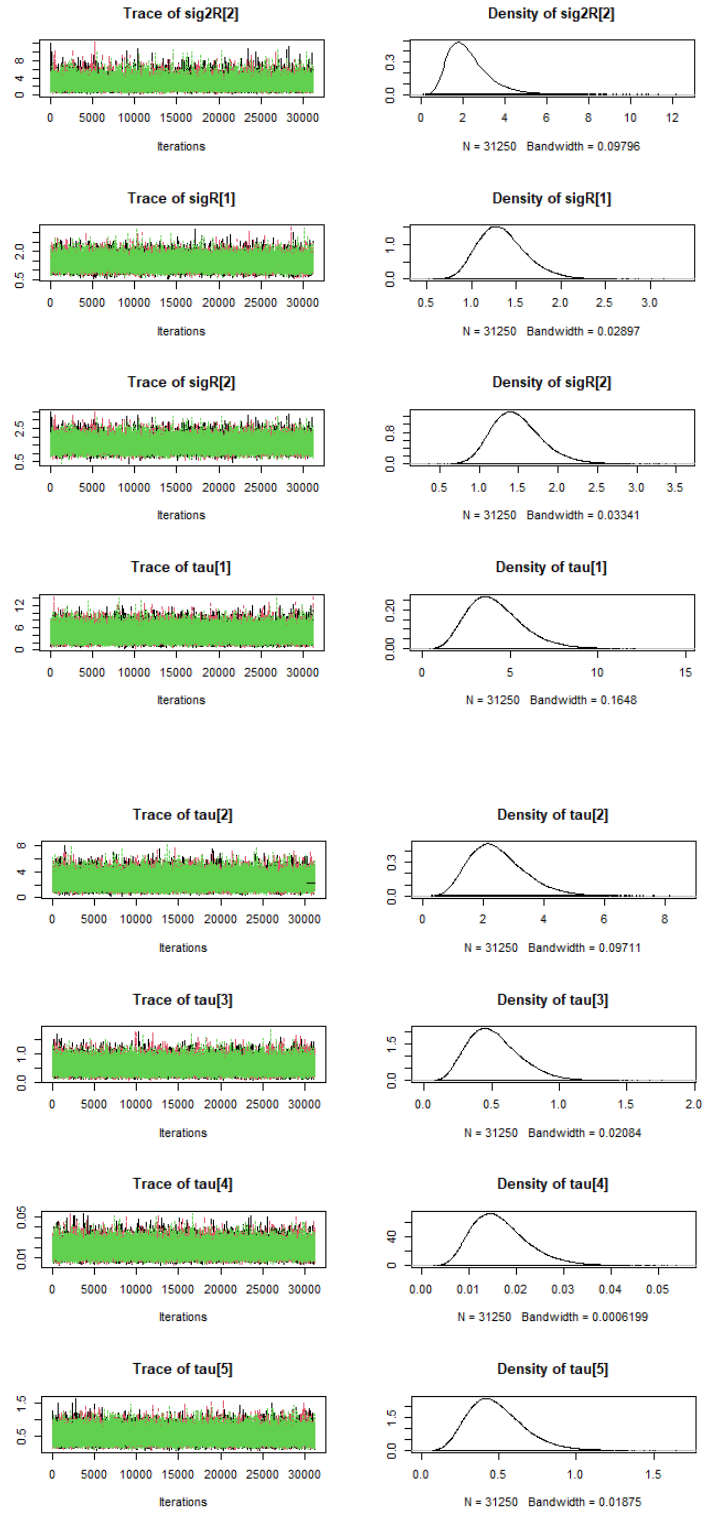 Trace of sig2R[2]
Density of sig2R[2]
0 4 8
0 5000 10000 15000 20000 25000 30000
Iterations
0.0 0.3
0 2 4 6 8 10 12
N = 31250 Bandwidth = 0.09796
Trace of sigR[1]
Density of sigR[1]
0.5 2.0
0 5000 10000 15000 20000 25000 30000
Iterations
0.0 1.0
0.5 1.0 1.5 2.0 2.5 3.0
N = 31250 Bandwidth = 0.02897
Trace of sigR[2]
Density of sigR[2]
0.5 2.5
0 5000 10000 15000 20000 25000 30000
Iterations
0.0 0.8
0.5 1.0 1.5 2.0 2.5 3.0 3.5
N = 31250 Bandwidth = 0.03341
Trace of tau[1]
Density of tau[1]
0 6 12
0 5000 10000 15000 20000 25000 30000
Iterations
0.00 0.20
0 5 10 15
N = 31250 Bandwidth = 0.1648
Trace of tau[2]
Density of tau[2]
0 4 8
0 5000 10000 15000 20000 25000 30000
Iterations
0.0 0.3
0 2 4 6 8
N = 31250 Bandwidth = 0.09711
Trace of tau[3]
Density of tau[3]
0.0 1.0
0 5000 10000 15000 20000 25000 30000
Iterations
0.0 1.5
0.0 0.5 1.0 1.5 2.0
N = 31250 Bandwidth = 0.02084
Trace of tau[4]
Density of tau[4]
0.01 0.05
0 5000 10000 15000 20000 25000 30000
Iterations
0 40
0.00 0.01 0.02 0.03 0.04 0.05
N = 31250 Bandwidth = 0.0006199
Trace of tau[5]
Density of tau[5]
0.5 1.5
0 5000 10000 15000 20000 25000 30000
Iterations
0.0 1.5
0.0 0.5 1.0 1.5
N = 31250 Bandwidth = 0.01875